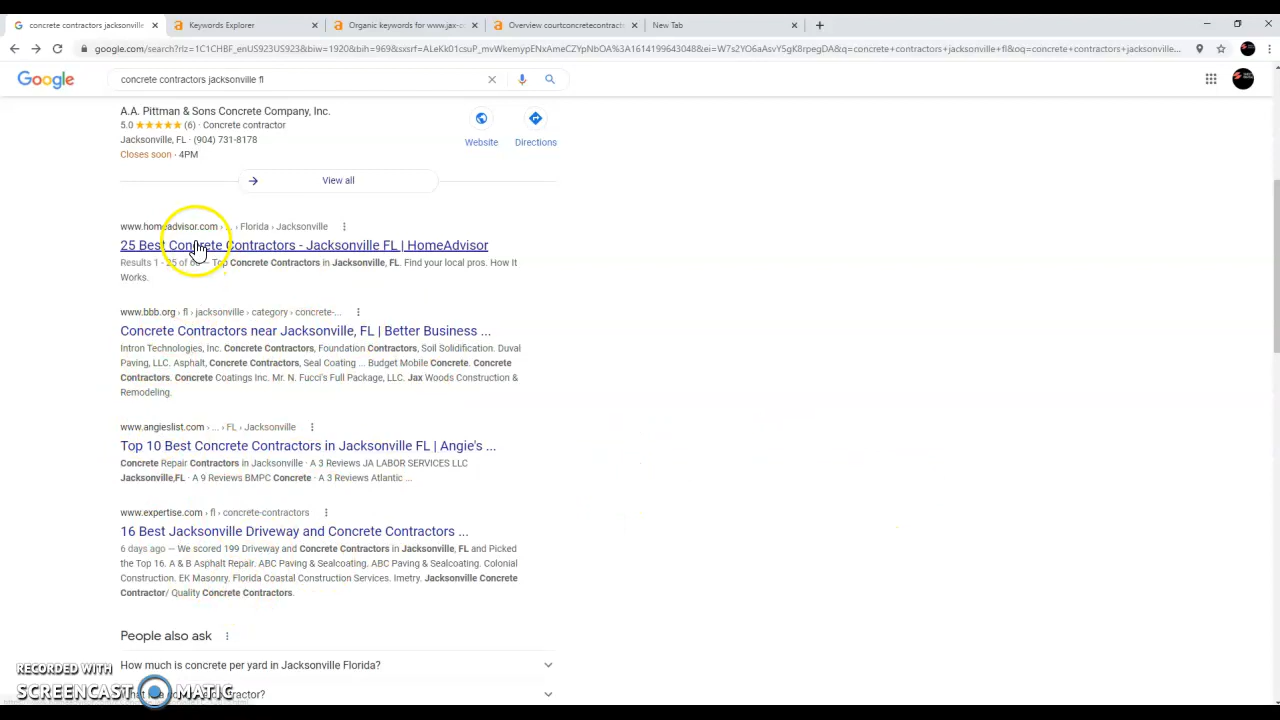 concrete contractors jacksonville
Keywords Explorer
Organic keywords for www.jax-c
Overview courtconcretecontract
New Tab
google.com/search?rlz=1C1CHBF_enUS923US923&biw=1920&bih=969&sxsrf=ALeKk01csuP_mvWkemypENxAmeCZYpNbOA%3A1614199643048&ei=W7s2YO6aAsvY5gK8rpegDA&q=concrete+contractors+jacksonville+fl&oq=concrete+contractors+jacksonville...
Google
concrete contractors jacksonville fl
A.A. Pittman & Sons Concrete Company, Inc.
5.0 ★★★★★ (6) · Concrete contractor
Jacksonville, FL · (904) 731-8178
Closes soon · 4PM
Website
Directions
View all
www.homeadvisor.com › ... › Florida › Jacksonville
25 Best Concrete Contractors - Jacksonville FL | HomeAdvisor
Results 1 - 25 of — Top Concrete Contractors in Jacksonville, FL. Find your local pros. How It
Works.
www.bbb.org › fl › jacksonville › category › concrete-...
Concrete Contractors near Jacksonville, FL | Better Business ...
Intron Technologies, Inc. Concrete Contractors, Foundation Contractors, Soil Solidification. Duval
Paving, LLC. Asphalt, Concrete Contractors, Seal Coating ... Budget Mobile Concrete. Concrete
Contractors. Concrete Coatings Inc. Mr. N. Fucci's Full Package, LLC. Jax Woods Construction &
Remodeling.
www.angieslist.com › ... › FL › Jacksonville
Top 10 Best Concrete Contractors in Jacksonville FL | Angie's ...
Concrete Repair Contractors in Jacksonville · A 3 Reviews JA LABOR SERVICES LLC
Jacksonville,FL · A 9 Reviews BMPC Concrete · A 3 Reviews Atlantic ...
www.expertise.com › fl › concrete-contractors
16 Best Jacksonville Driveway and Concrete Contractors ...
6 days ago — We scored 199 Driveway and Concrete Contractors in Jacksonville, FL and Picked
the Top 16. A & B Asphalt Repair. ABC Paving & Sealcoating. ABC Paving & Sealcoating. Colonial
Construction. EK Masonry. Florida Coastal Construction Services. Imetry. Jacksonville Concrete
Contractor/ Quality Concrete Contractors.
People also ask
How much is concrete per yard in Jacksonville Florida?
RECORDED WITH
SCREENCAST MATIC